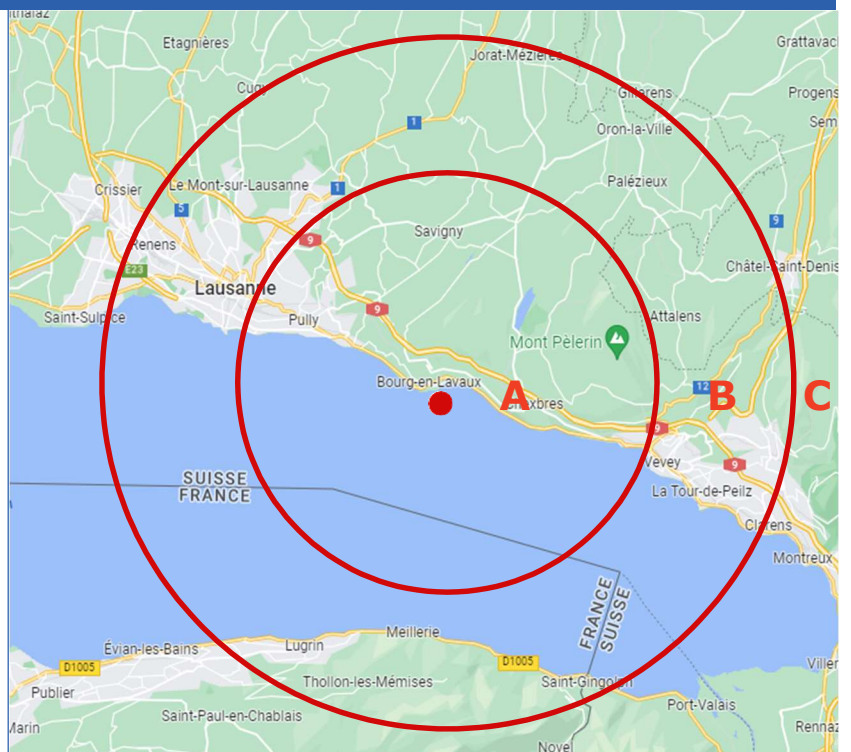 Etagnières
Grattavac
Jorat-Mézières
Cugy
Gillarens
Progens
1
Oron-la-Ville
Sem
Crissier
Le Mont-sur-Lausanne
1
Palézieux
5
9
Renens
9
Savigny
E23
Châtel-Saint-Denis
Lausanne
9
Saint-Sulpice
Pully
Attalens
Mont Pèlerin
Bourg-en-Lavaux
12
A
B
C
Chexbres
9
Vevey
9
SUISSE
FRANCE
La Tour-de-Peilz
Clarens
Montreux
FRANCE
SUISSE
Meillerie
Évian-les-Bains
Lugrin
D1005
D1005
Viller
Thollon-les-Mémises
Saint-Gingolph
Publier
Port-Valais
Saint-Paul-en-Chablais
Marin
Rennaz
Novel